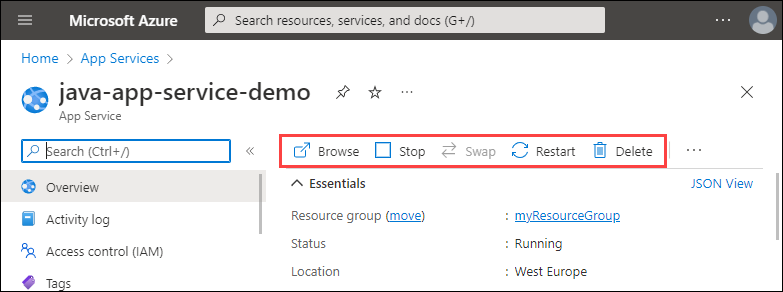 Microsoft Azure
Search resources, services, and docs (G+/)
Home > App Services >
java-app-service-demo
App Service
Search (Ctrl+/)
Browse Stop Swap Restart Delete
Overview
Essentials JSON View
Activity log
Resource group (move) : myResourceGroup
Status : Running
Access control (IAM)
Location : West Europe
Tags